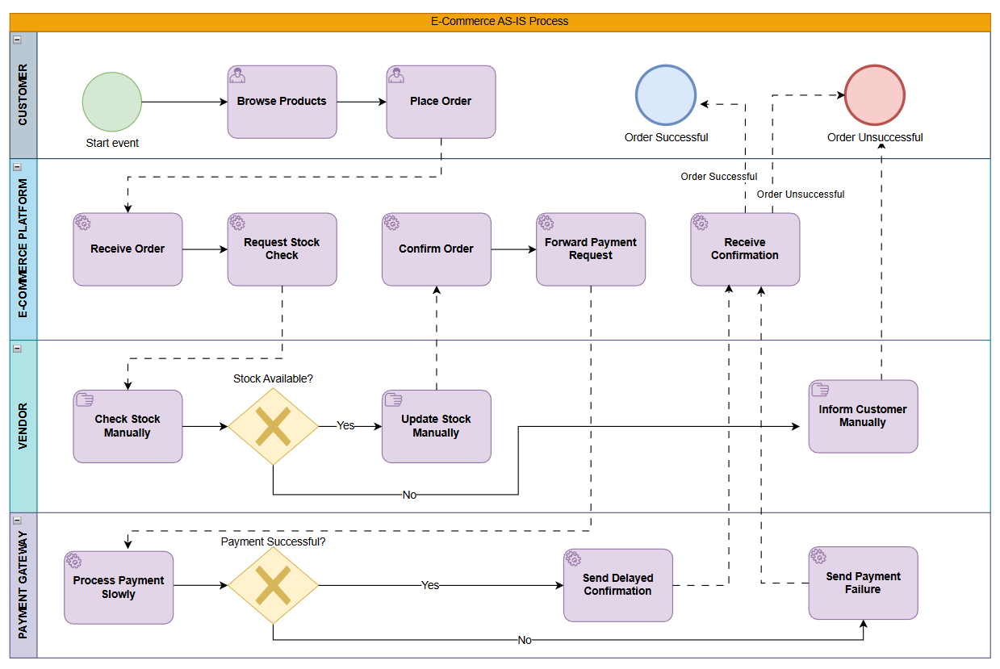 E-Commerce AS-IS Process
CUSTOMER
Start event
Browse Products
Place Order
Order Successful
Order Unsuccessful
E-COMMERCE PLATFORM
Order Successful
Order Unsuccessful
Receive Order
Request Stock
Check
Confirm Order
Forward Payment
Request
Receive
Confirmation
VENDOR
Stock Available?
Check Stock
Manually
Yes
Update Stock
Manually
Inform Customer
Manually
No
PAYMENT GATEWAY
Payment Successful?
Process Payment
Slowly
Yes
Send Delayed
Confirmation
Send Payment
Failure
No